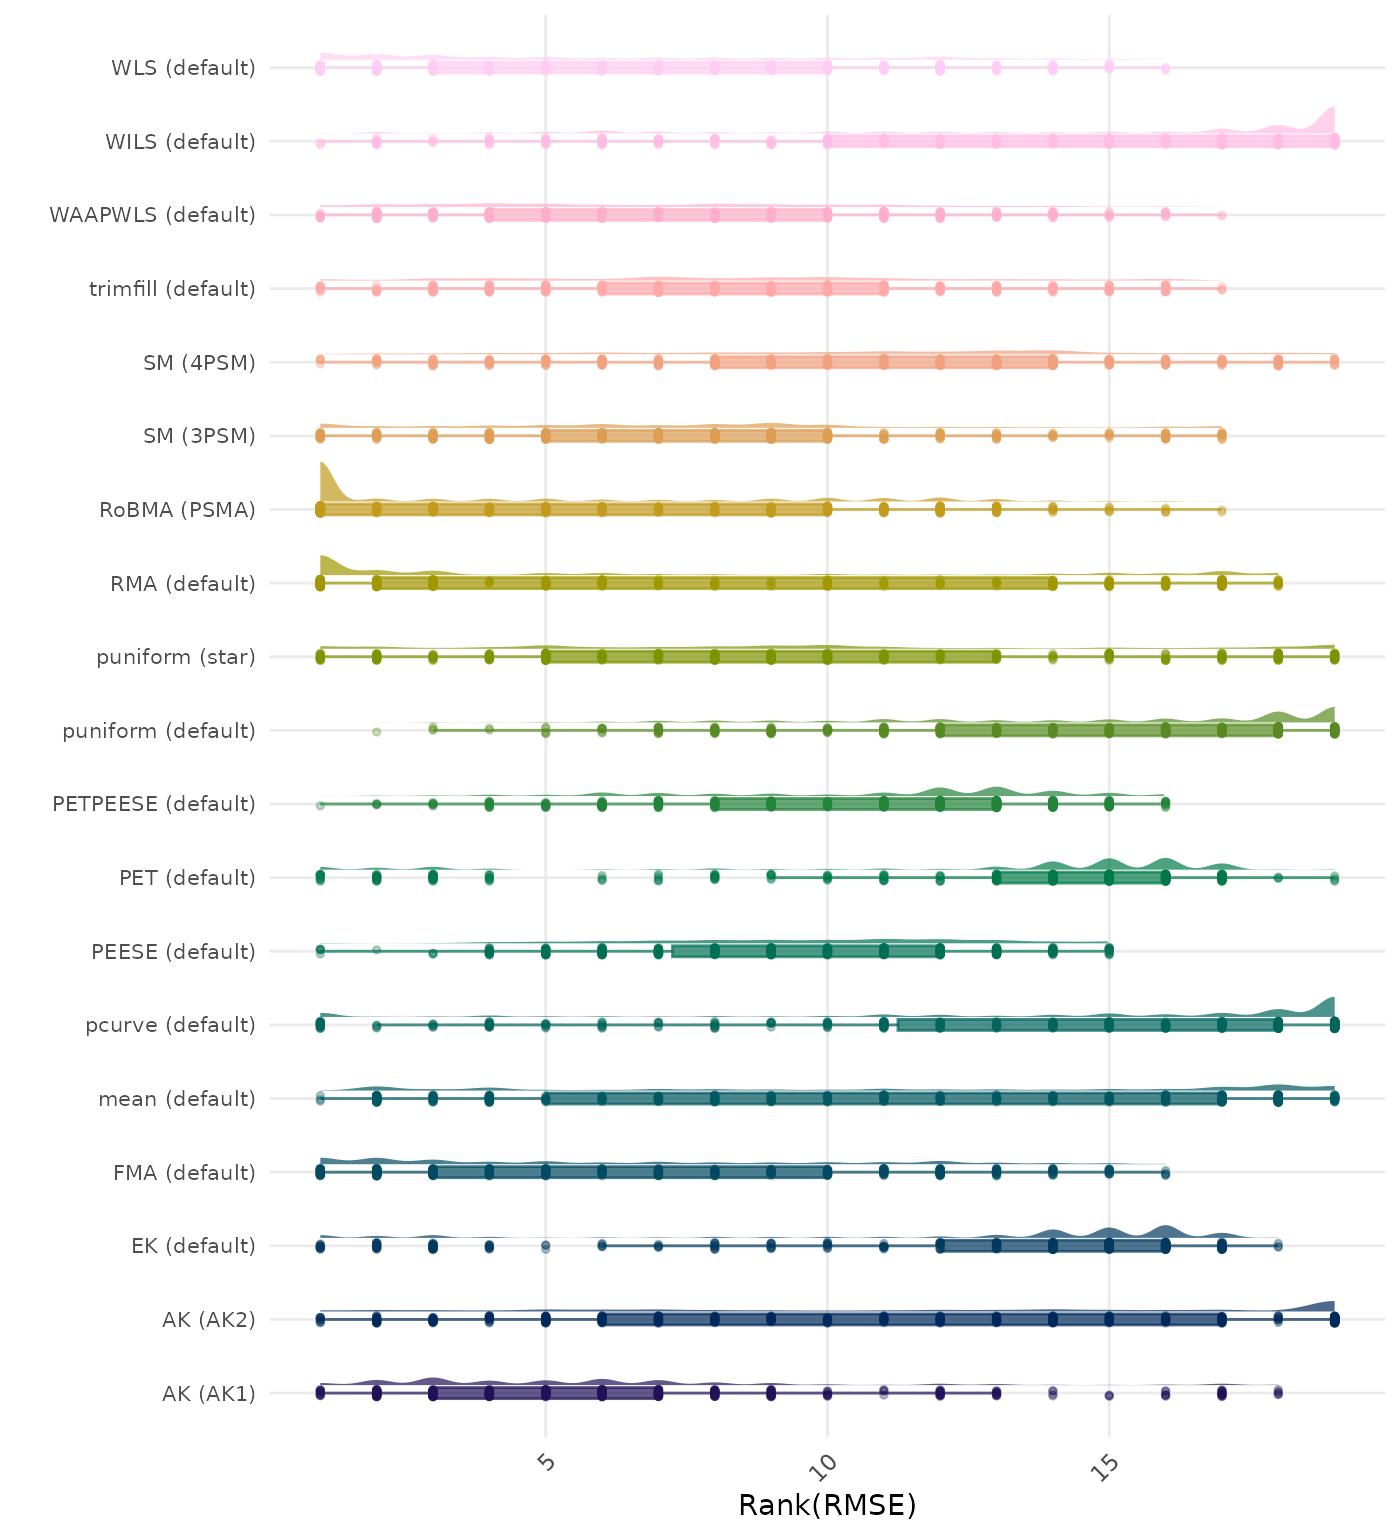 WLS (default)
WILS (default)
WAAPWLS (default)
trimfill (default)
SM (4PSM)
SM (3PSM)
RoBMA (PSMA)
RMA (default)
puniform (star)
puniform (default)
PETPEESE (default)
PET (default)
PEESE (default)
pcurve (default)
mean (default)
FMA (default)
EK (default)
AK (AK2)
AK (AK1)
5 10 15
Rank(RMSE)